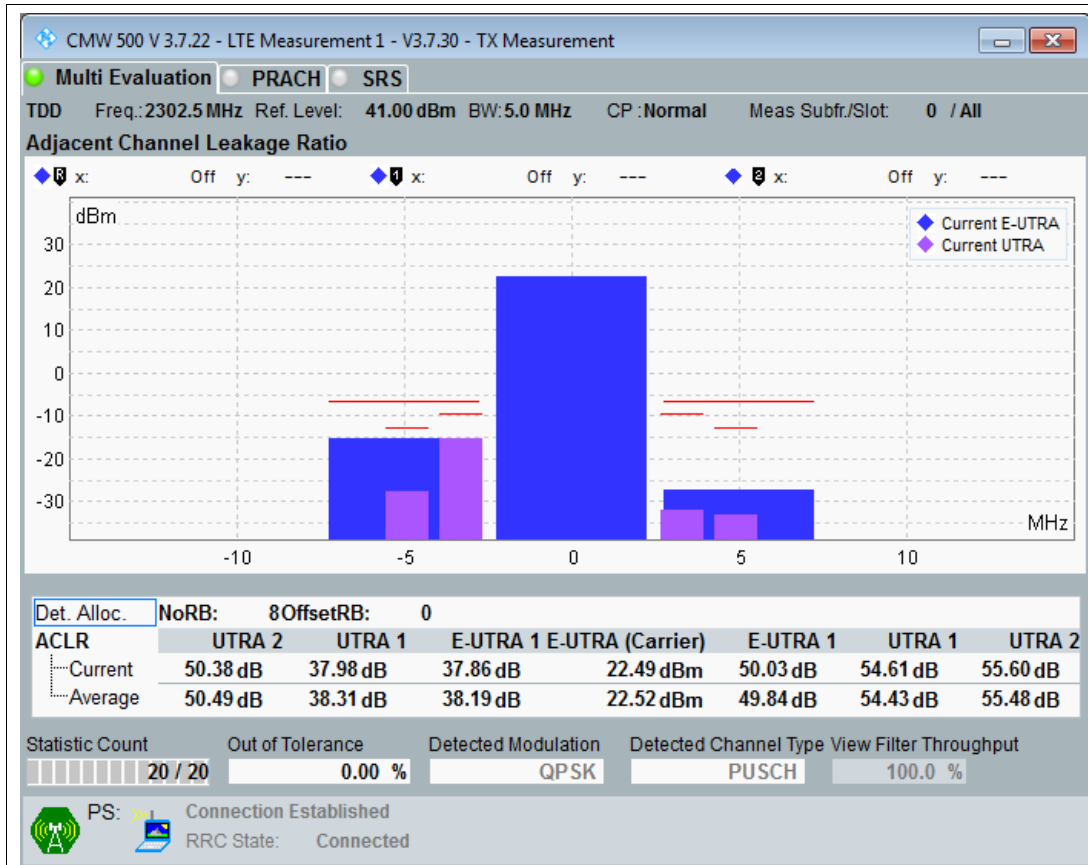 CMW 500 V 3.7.22 - LTE Measurement 1 - V3.7.30 - TX Measurement
Multi Evaluation PRACH SRS
TDD Freq.: 2302.5 MHz Ref. Level: 41.00 dBm BW: 5.0 MHz CP : Normal Meas Subfr./Slot: 0 / All
Adjacent Channel Leakage Ratio
R x: Off y: --- 1 x: Off y: --- 2 x: Off y: ---
dBm
Current E-UTRA
Current UTRA
30
20
10
0
-10
-20
-30
MHz
-10 -5 0 5 10
Det. Alloc. NoRB: 8 OffsetRB: 0
ACLR UTRA 2 UTRA 1 E-UTRA 1 E-UTRA (Carrier) E-UTRA 1 UTRA 1 UTRA 2
Current 50.38 dB 37.98 dB 37.86 dB 22.49 dBm 50.03 dB 54.61 dB 55.60 dB
Average 50.49 dB 38.31 dB 38.19 dB 22.52 dBm 49.84 dB 54.43 dB 55.48 dB
Statistic Count Out of Tolerance Detected Modulation Detected Channel Type View Filter Throughput
20 / 20 0.00 % QPSK PUSCH 100.0 %
PS: Connection Established
RRC State: Connected